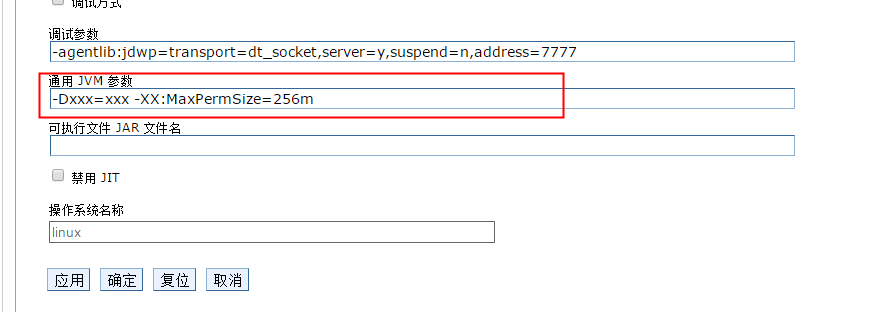 调试方式
调试参数
-agentlib:jdwp=transport=dt_socket,server=y,suspend=n,address=7777
通用 JVM 参数
-Dxxx=xxx -XX:MaxPermSize=256m
可执行文件 JAR 文件名
禁用 JIT
操作系统名称
linux
应用 确定 复位 取消